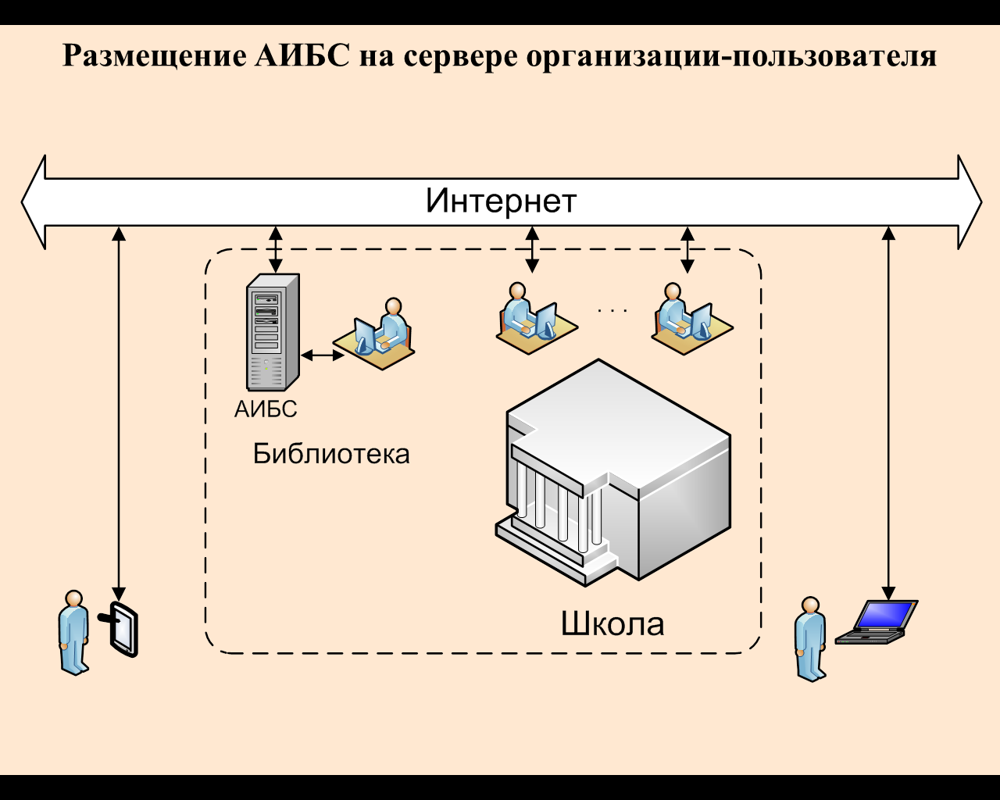 Размещение АИБС на сервере организации-пользователя
Интернет
. . .
АИБС
Библиотека
Школа